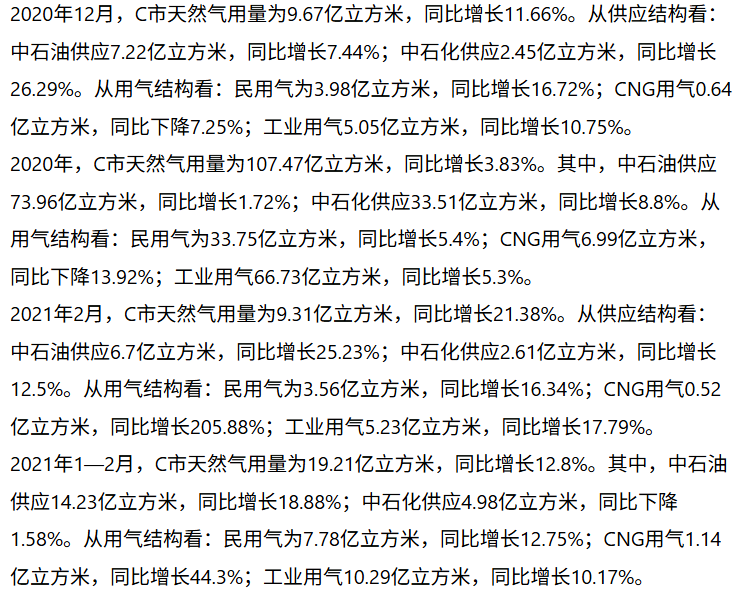 2020年12月，C市天然气用量为9.67亿立方米，同比增长11.66%。从供应结构看：
中石油供应7.22亿立方米，同比增长7.44%；中石化供应2.45亿立方米，同比增长
26.29%。从用气结构看：民用气为3.98亿立方米，同比增长16.72%；CNG用气0.64
亿立方米，同比下降7.25%；工业用气5.05亿立方米，同比增长10.75%。
2020年，C市天然气用量为107.47亿立方米，同比增长3.83%。其中，中石油供应
73.96亿立方米，同比增长1.72%；中石化供应33.51亿立方米，同比增长8.8%。从
用气结构看：民用气为33.75亿立方米，同比增长5.4%；CNG用气6.99亿立方米，
同比下降13.92%；工业用气66.73亿立方米，同比增长5.3%。
2021年2月，C市天然气用量为9.31亿立方米，同比增长21.38%。从供应结构看：
中石油供应6.7亿立方米，同比增长25.23%；中石化供应2.61亿立方米，同比增长
12.5%。从用气结构看：民用气为3.56亿立方米，同比增长16.34%；CNG用气0.52
亿立方米，同比增长205.88%；工业用气5.23亿立方米，同比增长17.79%。
2021年1—2月，C市天然气用量为19.21亿立方米，同比增长12.8%。其中，中石油
供应14.23亿立方米，同比增长18.88%；中石化供应4.98亿立方米，同比下降
1.58%。从用气结构看：民用气为7.78亿立方米，同比增长12.75%；CNG用气1.14
亿立方米，同比增长44.3%；工业用气10.29亿立方米，同比增长10.17%。